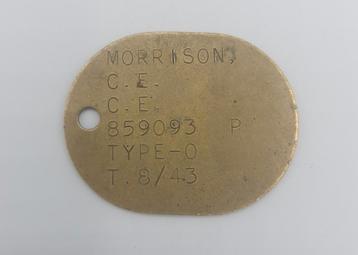 MORRISON,
C.E.
C.E.
859093 P
TYPE-O
T. 8/43